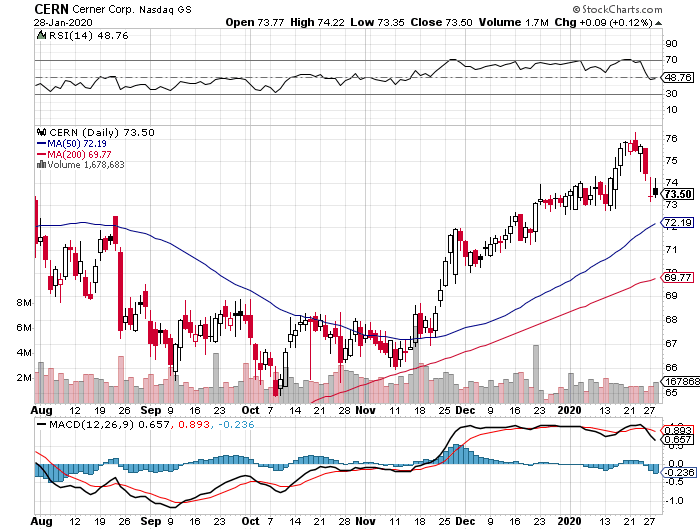 CERN Cerner Corp. Nasdaq GS © StockCharts.com
28-Jan-2020 Open 73.77 High 74.22 Low 73.35 Close 73.50 Volume 1.7M Chg +0.09 (+0.12%)
RSI(14) 48.76
90
70
48.76
30
10
CERN (Daily) 73.50
MA(50) 72.19
MA(200) 69.77
Volume 1,678,683
76
75
74
73.50
73
72.19
71
70
69.77
69
68
67
66
65
8M
6M
4M
2M
167868
Aug 12 19 26 Sep 9 16 23 Oct 7 14 21 28 Nov 11 18 25 Dec 9 16 23 2020 13 21 27
MACD(12,26,9) 0.657, 0.893, -0.236
0.893
0.657
0.5
0.0
-0.236
-0.5
-1.0
Aug 12 19 26 Sep 9 16 23 Oct 7 14 21 28 Nov 11 18 25 Dec 9 16 23 2020 13 21 27